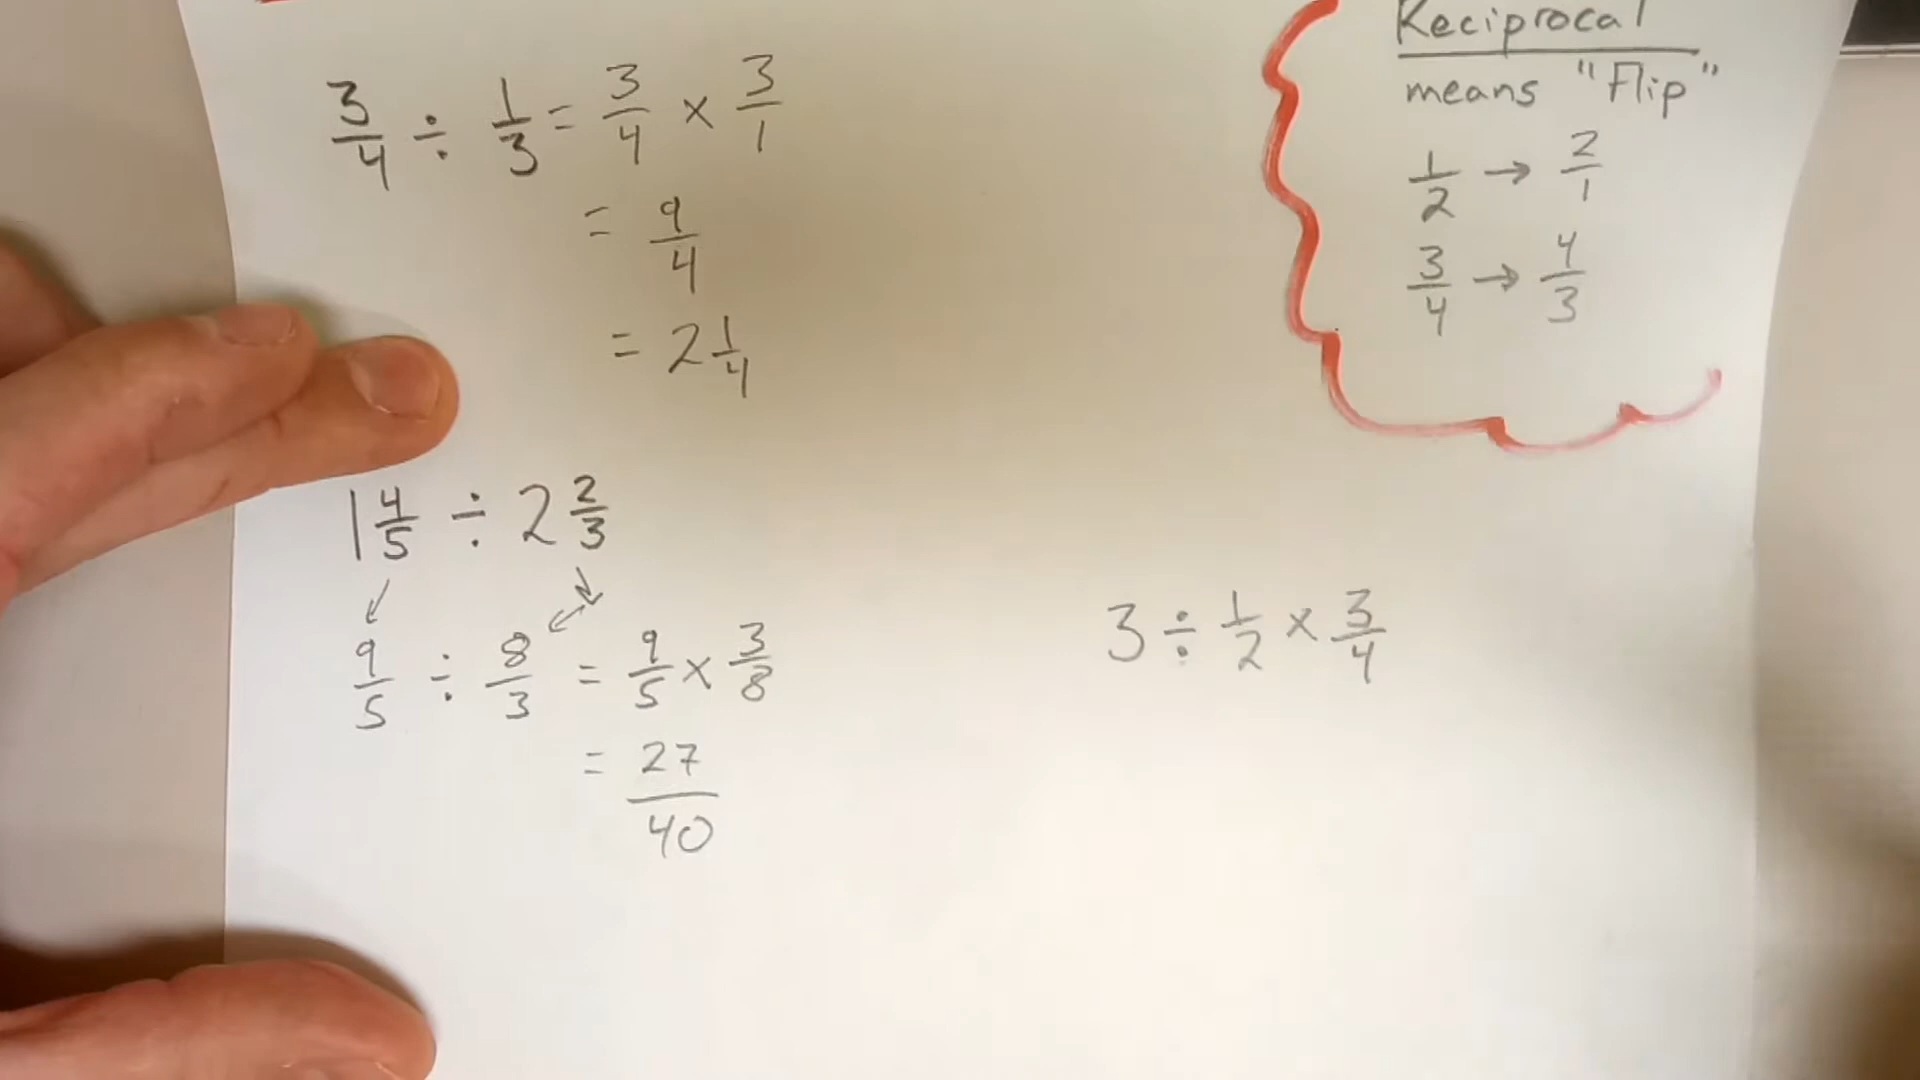 3/4 ÷ 1/3 = 3/4 × 3/1
= 9/4
= 2 1/4
1 4/5 ÷ 2 2/3
9/5 ÷ 8/3 = 9/5 × 3/8
= 27/40
Reciprocal
means "Flip"
1/2 → 2/1
3/4 → 4/3
3 ÷ 1/2 × 3/4